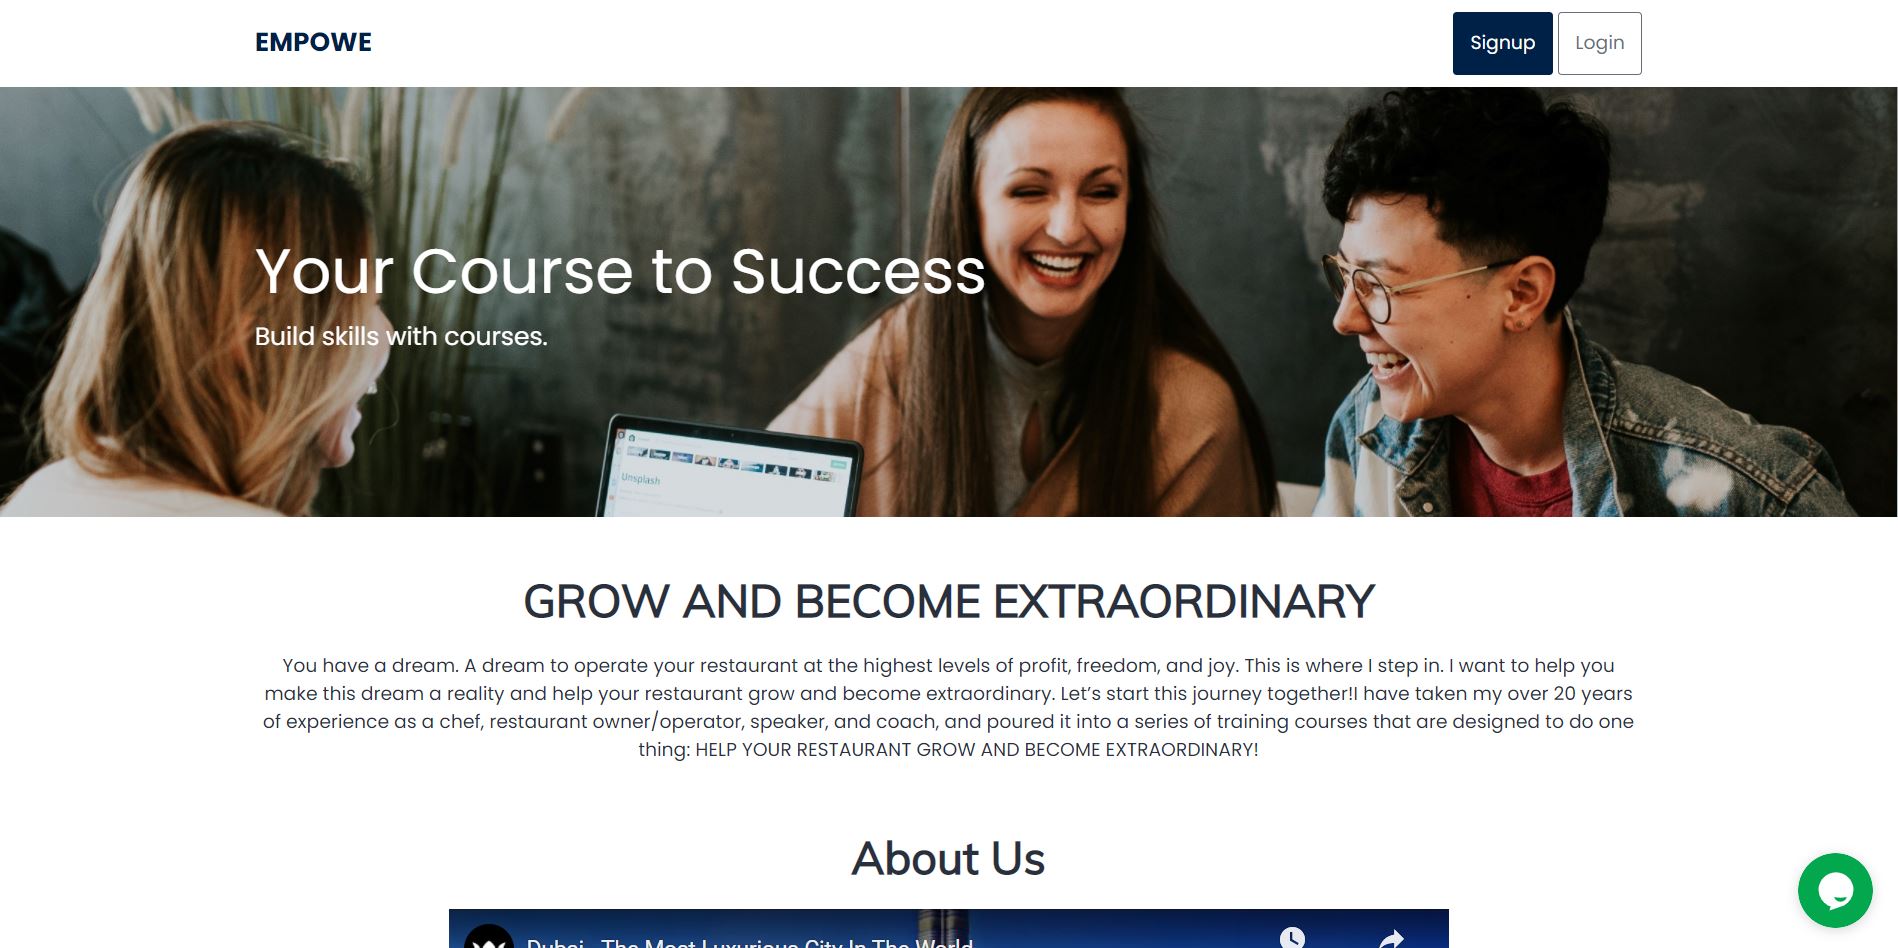 EMPOWE
Signup
Login
Your Course to Success
Build skills with courses.
Unsplash
GROW AND BECOME EXTRAORDINARY
You have a dream. A dream to operate your restaurant at the highest levels of profit, freedom, and joy. This is where I step in. I want to help you
make this dream a reality and help your restaurant grow and become extraordinary. Let’s start this journey together!I have taken my over 20 years
of experience as a chef, restaurant owner/operator, speaker, and coach, and poured it into a series of training courses that are designed to do one
thing: HELP YOUR RESTAURANT GROW AND BECOME EXTRAORDINARY!
About Us
Dubai - The Most Luxurious City In The World